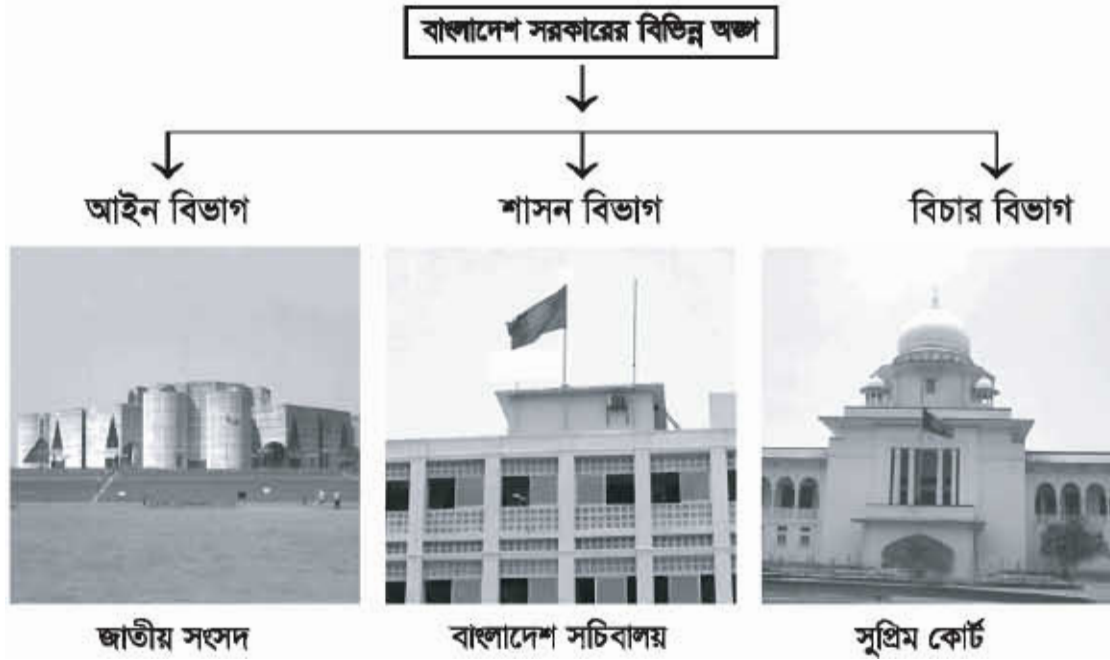 বাংলাদেশ সরকারের বিভিন্ন অঙ্গ
আইন বিভাগ
শাসন বিভাগ
বিচার বিভাগ
জাতীয় সংসদ
বাংলাদেশ সচিবালয়
সুপ্রিম কোর্ট